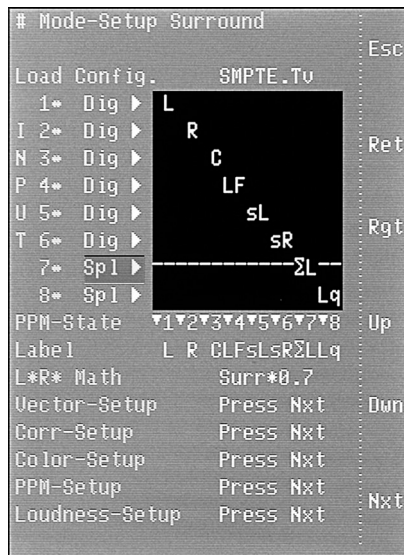 # Mode-Setup Surround
Esc
Load Config. SMPTE.Tv
1 Dig L
I 2 Dig R
Ret
N 3 Dig C
P 4 Dig LF
U 5 Dig sL
Rgt
T 6 Dig sR
7 Spl ΣL
8 Spl Lq
PPM-State ▼1▼2▼3▼4▼5▼6▼7▼8
Up
Label L R CLFsLsRΣLLq
L*R* Math Surr*0.7
Vector-Setup Press Nxt
Dwn
Corr-Setup Press Nxt
Color-Setup Press Nxt
PPM-Setup Press Nxt
Nxt
Loudness-Setup Press Nxt